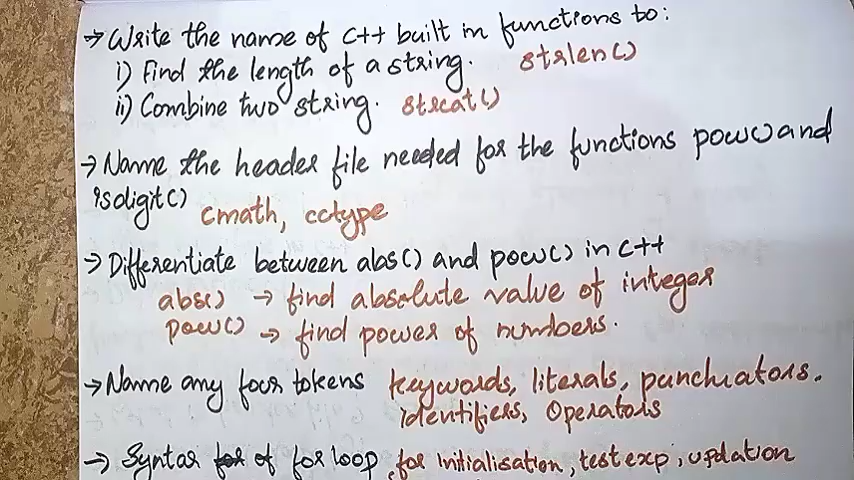 → Write the name of C++ built in functions to:
i) Find the length of a string. strlen()
ii) Combine two string. strcat()
→ Name the header file needed for the functions pow() and
isdigit() cmath, cctype
→ Differentiate between abs() and pow() in C++
abs() → find absolute value of integer
pow() → find power of numbers.
→ Name any four tokens keywords, literals, punchuators.
identifiers, Operators
→ Syntax for of for loop, for initialisation, test exp; updation